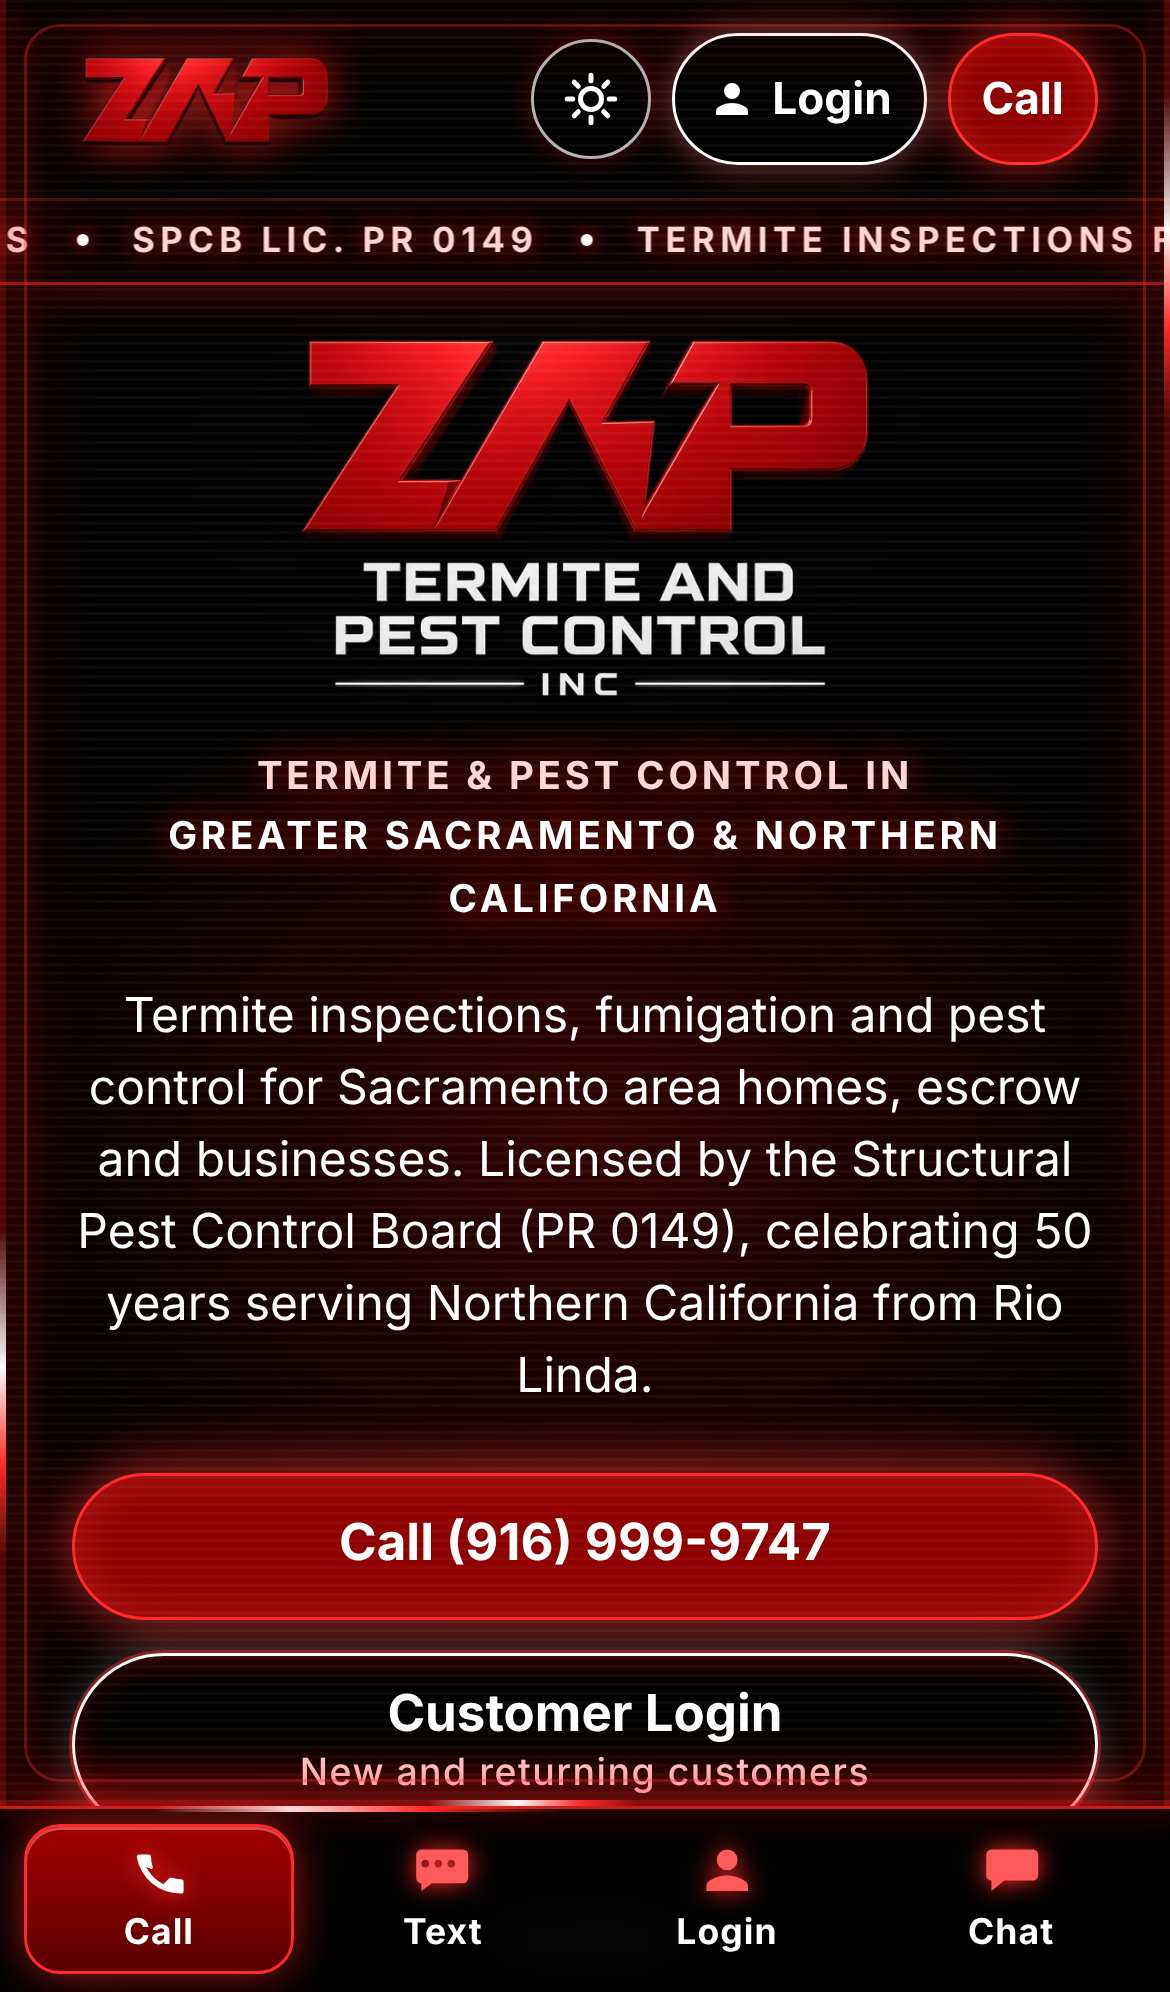 ZAP
Login
Call
S • SPCB LIC. PR 0149 • TERMITE INSPECTIONS
ZAP
TERMITE AND
PEST CONTROL
INC
TERMITE & PEST CONTROL IN
GREATER SACRAMENTO & NORTHERN
CALIFORNIA
Termite inspections, fumigation and pest
control for Sacramento area homes, escrow
and businesses. Licensed by the Structural
Pest Control Board (PR 0149), celebrating 50
years serving Northern California from Rio
Linda.
Call (916) 999-9747
Customer Login
New and returning customers
Call
Text
Login
Chat